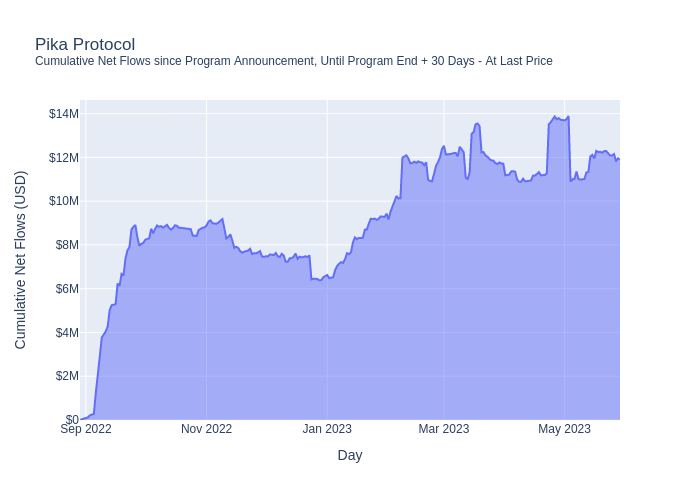 Pika Protocol
Cumulative Net Flows since Program Announcement, Until Program End + 30 Days - At Last Price
Cumulative Net Flows (USD)
$14M
$12M
$10M
$8M
$6M
$4M
$2M
$0
Sep 2022
Nov 2022
Jan 2023
Mar 2023
May 2023
Day